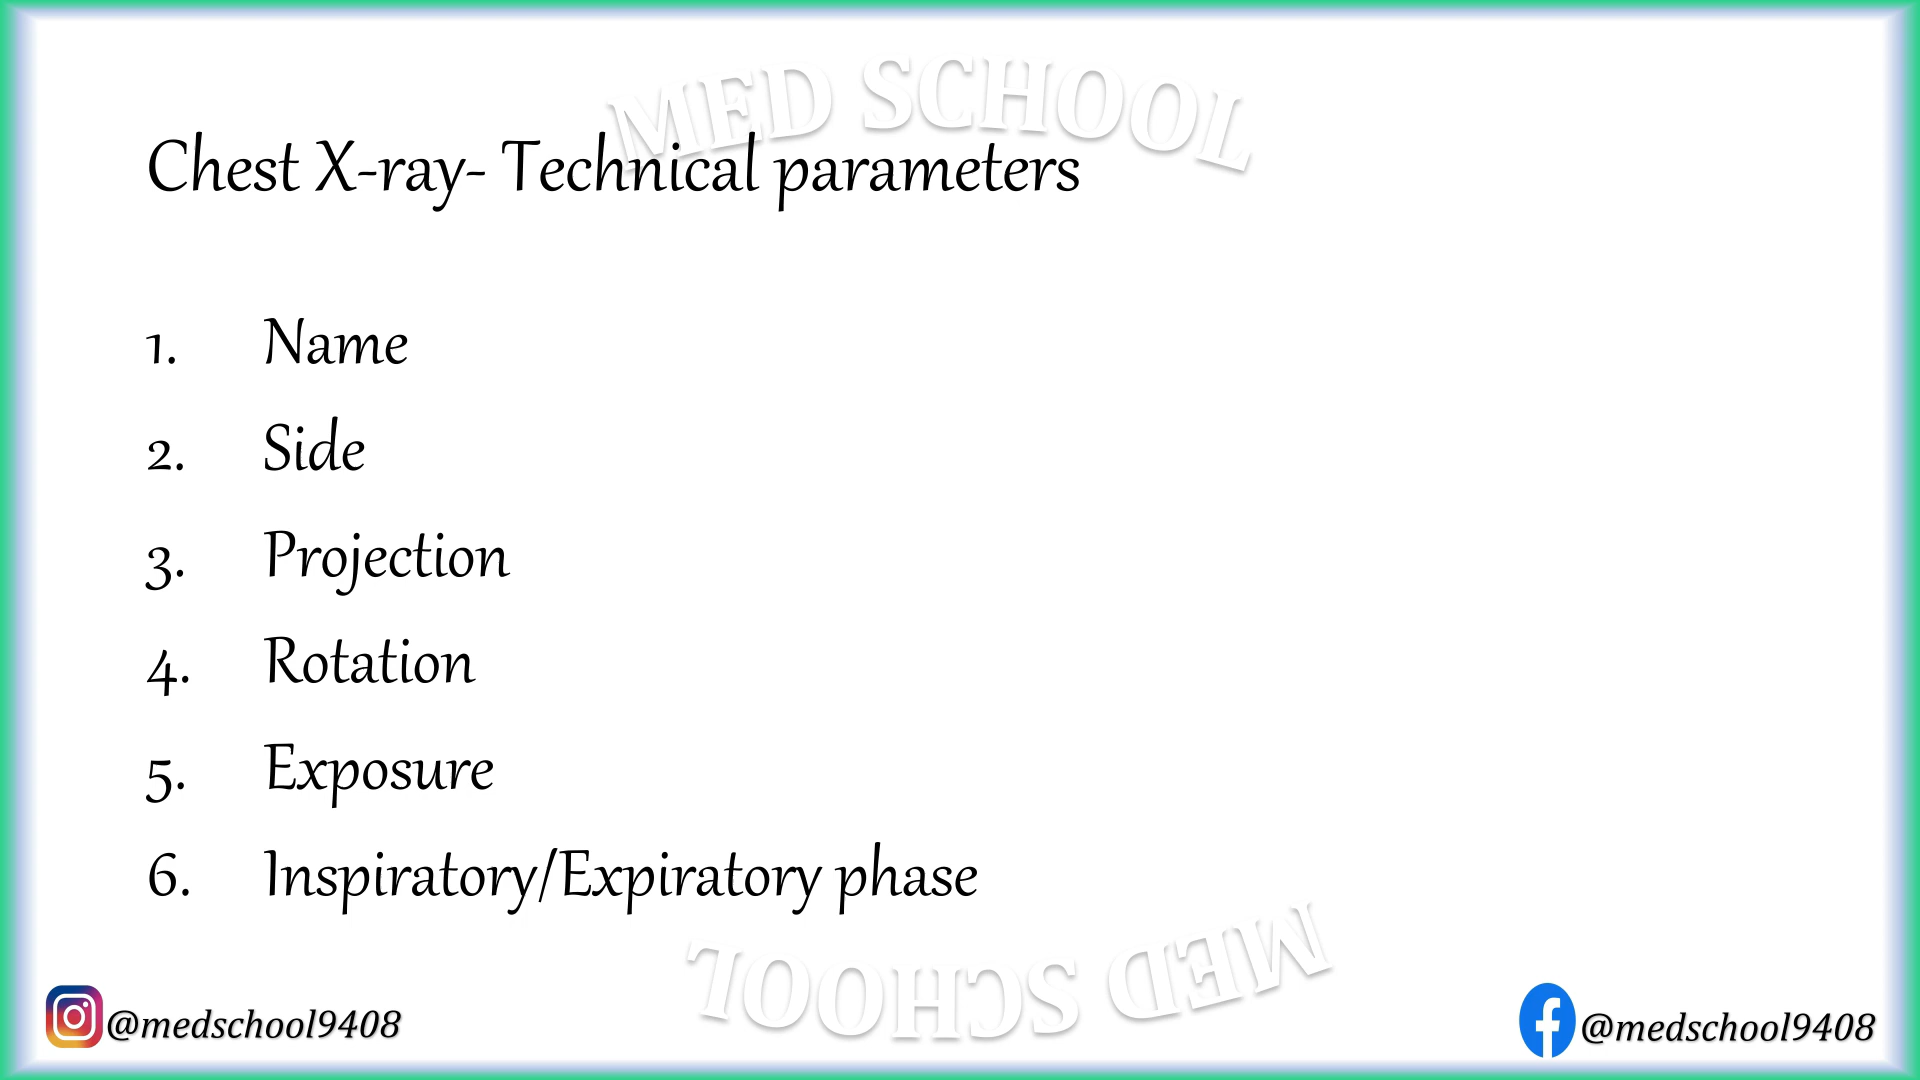 MED SCHOOL
Chest X-ray- Technical parameters
1. Name
2. Side
3. Projection
4. Rotation
5. Exposure
6. Inspiratory/Expiratory phase
MED SCHOOL
@medschool9408
@medschool9408